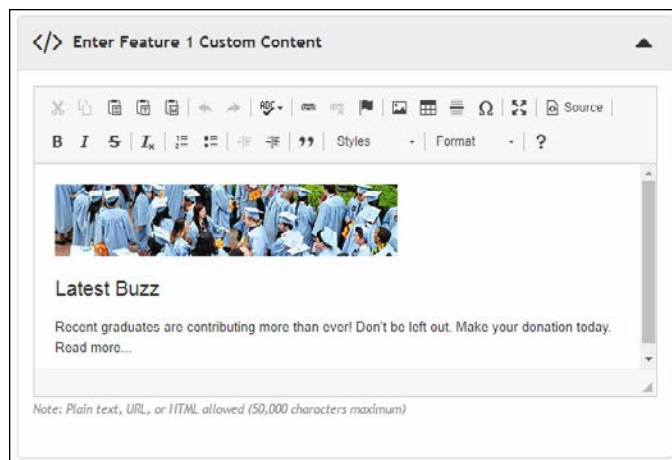 </> Enter Feature 1 Custom Content
ABC
Ω Source
B I S Ix Styles Format ?
Latest Buzz
Recent graduates are contributing more than ever! Don't be left out. Make your donation today.
Read more...
Note: Plain text, URL, or HTML allowed (50,000 characters maximum)